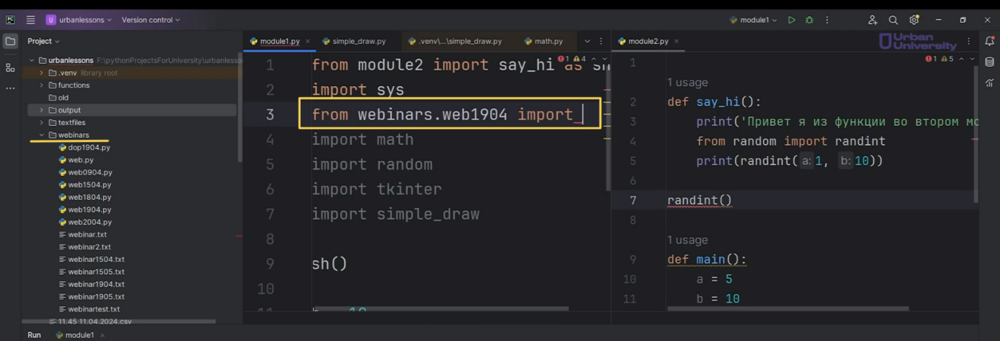 PC
U urbanlessons
Version control
module1
Project
urbanlessons F:\pythonProjectsForUniversity\urbanlesso
.venv library root
functions
old
output
textfiles
webinars
dop1904.py
web.py
web0904.py
web1504.py
web1804.py
web1904.py
web2004.py
webinar.txt
webinar2.txt
webinar1504.txt
webinar1505.txt
webinar1904.txt
webinar1905.txt
webinartest.txt
11.45 11.04.2024.csv
module1.py
simple_draw.py
.venv\...\simple_draw.py
math.py
1 4
1 from module2 import say_hi as sh
2 import sys
3 from webinars.web1904 import
4 import math
5 import random
6 import tkinter
7 import simple_draw
8
9 sh()
10
module2.py
Urban University
1 5
1
1 usage
2 def say_hi():
3 print('Привет я из функции во втором мо
4 from random import randint
5 print(randint( a: 1, b: 10))
6
7 randint()
8
1 usage
9 def main():
10 a = 5
11 b = 10
Run
module1